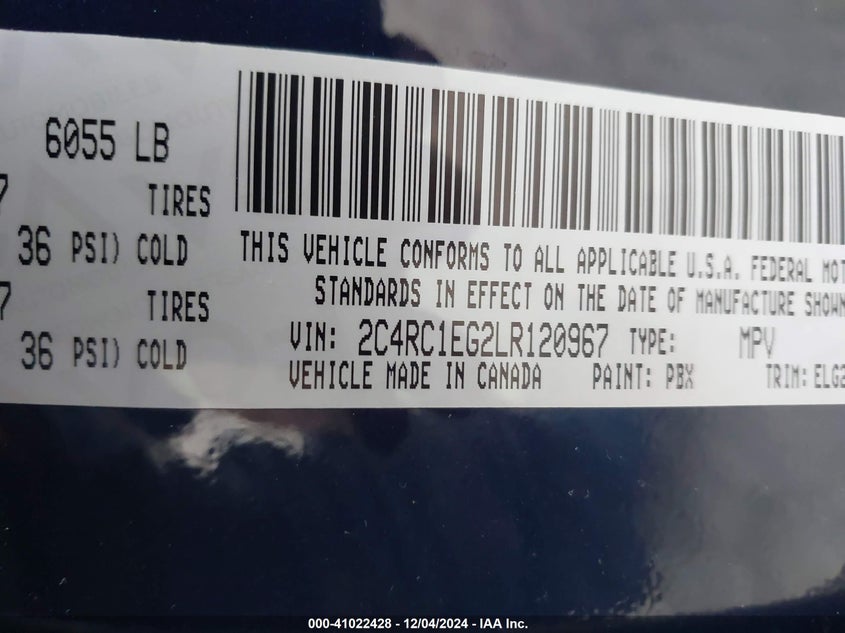 6055 LB
7 TIRES
36 PSI) COLD
7 TIRES
36 PSI) COLD
THIS VEHICLE CONFORMS TO ALL APPLICABLE U.S.A. FEDERAL MOT
STANDARDS IN EFFECT ON THE DATE OF MANUFACTURE SHOWN
VIN: 2C4RC1EG2LR120967 TYPE: MPV
VEHICLE MADE IN CANADA PAINT: PBX TRIM: ELG2
000-41022428 - 12/04/2024 - IAA Inc.